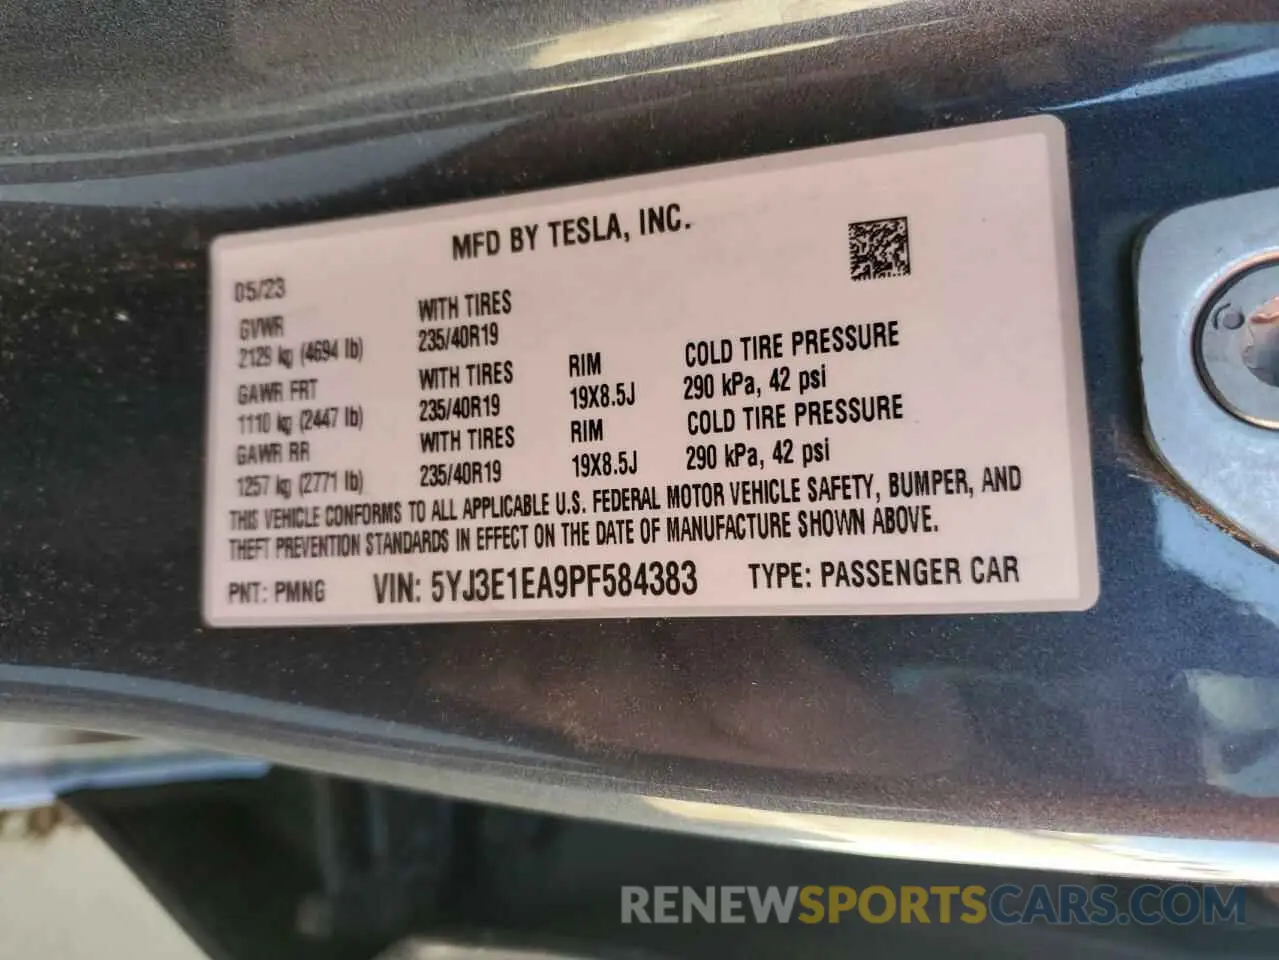 MFD BY TESLA, INC.
05/23
GVWR
2129 kg (4694 lb)
WITH TIRES
235/40R19
GAWR FRT
1110 kg (2447 lb)
WITH TIRES
235/40R19
RIM
19X8.5J
COLD TIRE PRESSURE
290 kPa, 42 psi
GAWR RR
1257 kg (2771 lb)
WITH TIRES
235/40R19
RIM
19X8.5J
COLD TIRE PRESSURE
290 kPa, 42 psi
THIS VEHICLE CONFORMS TO ALL APPLICABLE U.S. FEDERAL MOTOR VEHICLE SAFETY, BUMPER, AND
THEFT PREVENTION STANDARDS IN EFFECT ON THE DATE OF MANUFACTURE SHOWN ABOVE.
PNT: PMNG VIN: 5YJ3E1EA9PF584383 TYPE: PASSENGER CAR
RENEWSPORTSCARS.COM